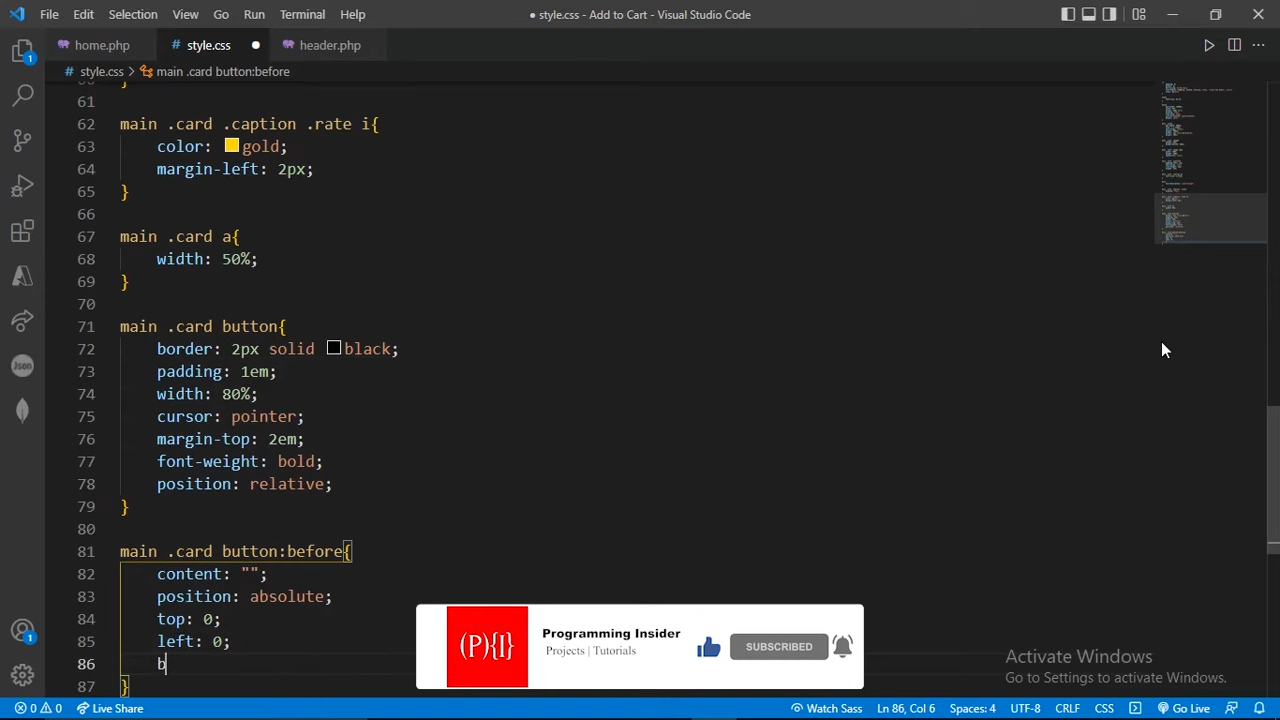 File Edit Selection View Go Run Terminal Help
● style.css - Add to Cart - Visual Studio Code
home.php
# style.css ●
header.php
# style.css > main .card button:before
}
61
62 main .card .caption .rate i{
63 color: gold;
64 margin-left: 2px;
65 }
66
67 main .card a{
68 width: 50%;
69 }
70
71 main .card button{
72 border: 2px solid black;
73 padding: 1em;
74 width: 80%;
75 cursor: pointer;
76 margin-top: 2em;
77 font-weight: bold;
78 position: relative;
79 }
80
81 main .card button:before{
82 content: "";
83 position: absolute;
84 top: 0;
85 left: 0;
86 b
87 }
1
Json
1
(P){I}
Programming Insider
Projects | Tutorials
SUBSCRIBED
Activate Windows
Go to Settings to activate Windows.
0 0 Live Share
Watch Sass Ln 86, Col 6 Spaces: 4 UTF-8 CRLF CSS Go Live